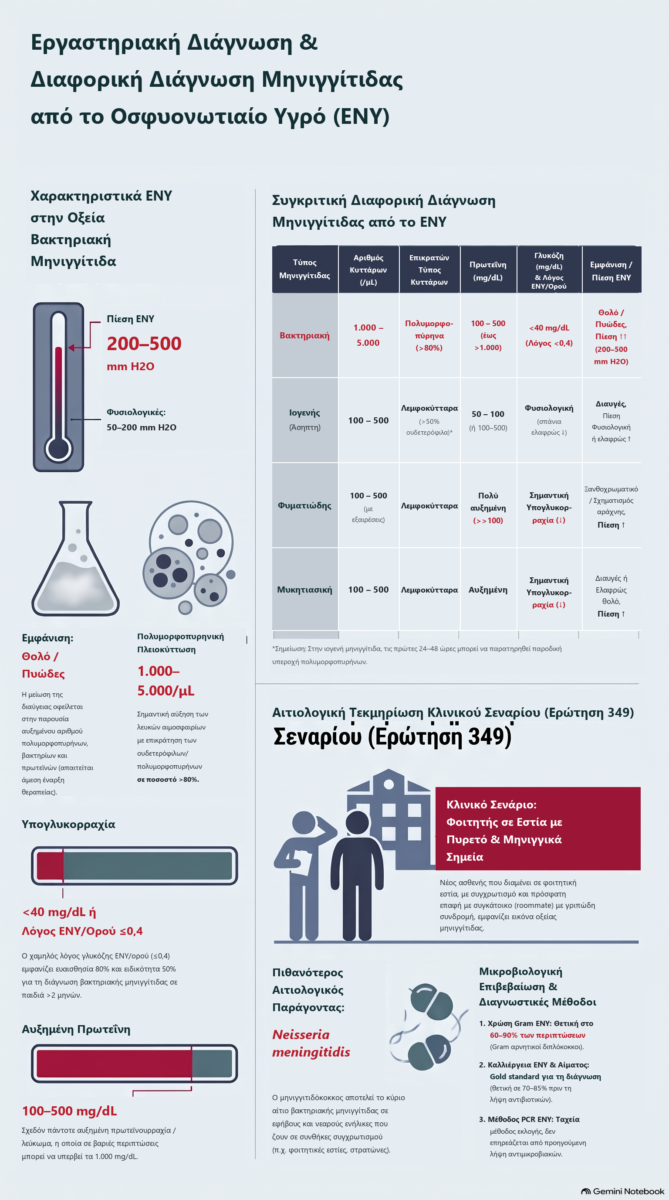 Εργαστηριακή Διάγνωση &
Διαφορική Διάγνωση Μηνιγγίτιδας
από το Οσφυονωτιαίο Υγρό (ΕΝΥ)
Χαρακτηριστικά ΕΝΥ
στην Οξεία
Βακτηριακή
Μηνιγγίτιδα
Πίεση ΕΝΥ
200–500
mm H2O
Φυσιολογικές:
50–200 mm H2O
Εμφάνιση:
Θολό /
Πυώδες
Η μείωση της
διαύγειας οφείλεται
στην παρουσία
αυξημένου αριθμού
πολυμορφοπυρήνων,
βακτηρίων και
πρωτεϊνών (απαιτείται
άμεση έναρξη
θεραπείας).
Πολυμορφοπυρηνική
Πλειοκύττωση
1.000–
5.000/μL
Σημαντική αύξηση των
λευκών αιμοσφαιρίων
με επικράτηση των
ουδετερόφιλων/
πολυμορφοπυρήνων
σε ποσοστό >80%.
Υπογλυκορραχία
<40 mg/dL ή
Λόγος ΕΝΥ/Ορού ≤0,4
Ο χαμηλός λόγος γλυκόζης ΕΝΥ/ορού (≤0,4)
εμφανίζει ευαισθησία 80% και ειδικότητα 50%
για τη διάγνωση βακτηριακής μηνιγγίτιδας σε
παιδιά >2 μηνών.
Αυξημένη Πρωτεΐνη
100–500 mg/dL
Σχεδόν πάντοτε αυξημένη πρωτεϊνουρραχία /
λεύκωμα, η οποία σε βαριές περιπτώσεις
μπορεί να υπερβεί τα 1.000 mg/dL.
Συγκριτική Διαφορική Διάγνωση
Μηνιγγίτιδας από το ΕΝΥ
Τύπος
Μηνιγγίτιδας
Αριθμός
Κυττάρων
(/μL)
Επικρατών
Τύπος
Κυττάρων
Πρωτεΐνη
(mg/dL)
Γλυκόζη
(mg/dL)
& Λόγος
ΕΝΥ/Ορού
Εμφάνιση /
Πίεση ΕΝΥ
Βακτηριακή
1.000 –
5.000
Πολυμορφο-
πύρηνα
(>80%)
100 – 500
(έως
>1.000)
<40 mg/dL
(Λόγος <0,4)
Θολό /
Πυώδες,
Πίεση ↑↑
(200–500
mm H2O)
Ιογενής
(Άσηπτη)
100 – 500
Λεμφοκύτταρα
(>50%
ουδετερόφιλα)*
50 – 100
(ή 100–500)
Φυσιολογική
(σπάνια
ελαφρώς ↓)
Διαυγές,
Πίεση
Φυσιολογική
ή ελαφρώς ↑
Φυματιώδης
100 – 500
(με
εξαιρέσεις)
Λεμφοκύτταρα
Πολύ
αυξημένη
(>>100)
Σημαντική
Υπογλυκορ-
ραχία (↓)
Ξανθοχρωματικό
/ Σχηματισμός
αράχνης,
Πίεση ↑
Μυκητιασική
100 – 500
Λεμφοκύτταρα
Αυξημένη
Σημαντική
Υπογλυκορ-
ραχία (↓)
Διαυγές ή
Ελαφρώς
θολό,
Πίεση ↑
*Σημείωση: Στην ιογενή μηνιγγίτιδα, τις πρώτες 24–48 ώρες μπορεί να παρατηρηθεί παροδική
υπεροχή πολυμορφοπυρήνων.
Αιτιολογική Τεκμηρίωση Κλινικού Σεναρίου (Ερώτηση 349)
Σεναρίου (Ερώτηση 349)
Κλινικό Σενάριο:
Φοιτητής σε Εστία με
Πυρετό & Μηνιγγικά
Σημεία
Νέος ασθενής που διαμένει σε φοιτητική
εστία, με συγχρωτισμό και πρόσφατη
επαφή με συγκάτοικο (roommate) με γριπώδη
συνδρομή, εμφανίζει εικόνα οξείας
μηνιγγίτιδας.
Πιθανότερος
Αιτιολογικός
Παράγοντας:
Neisseria
meningitidis
Ο μηνιγγιτιδόκοκκος αποτελεί το κύριο
αίτιο βακτηριακής μηνιγγίτιδας σε
εφήβους και νεαρούς ενήλικες που
ζουν σε συνθήκες συγχρωτισμού
(π.χ. φοιτητικές εστίες, στρατώνες).
Μικροβιολογική
Επιβεβαίωση &
Διαγνωστικές Μέθοδοι
1. Χρώση Gram ΕΝΥ: Θετική στο
60–90% των περιπτώσεων
(Gram αρνητικοί διπλόκοκκοι).
2. Καλλιέργεια ΕΝΥ & Αίματος:
Gold standard για τη διάγνωση
(θετική σε 70–85% πριν τη
λήψη αντιβιοτικών).
3. Μέθοδος PCR ΕΝΥ: Ταχεία
μέθοδος εκλογής, δεν
επηρεάζεται από προηγούμενη
λήψη αντιμικροβιακών.
Gemini Notebook